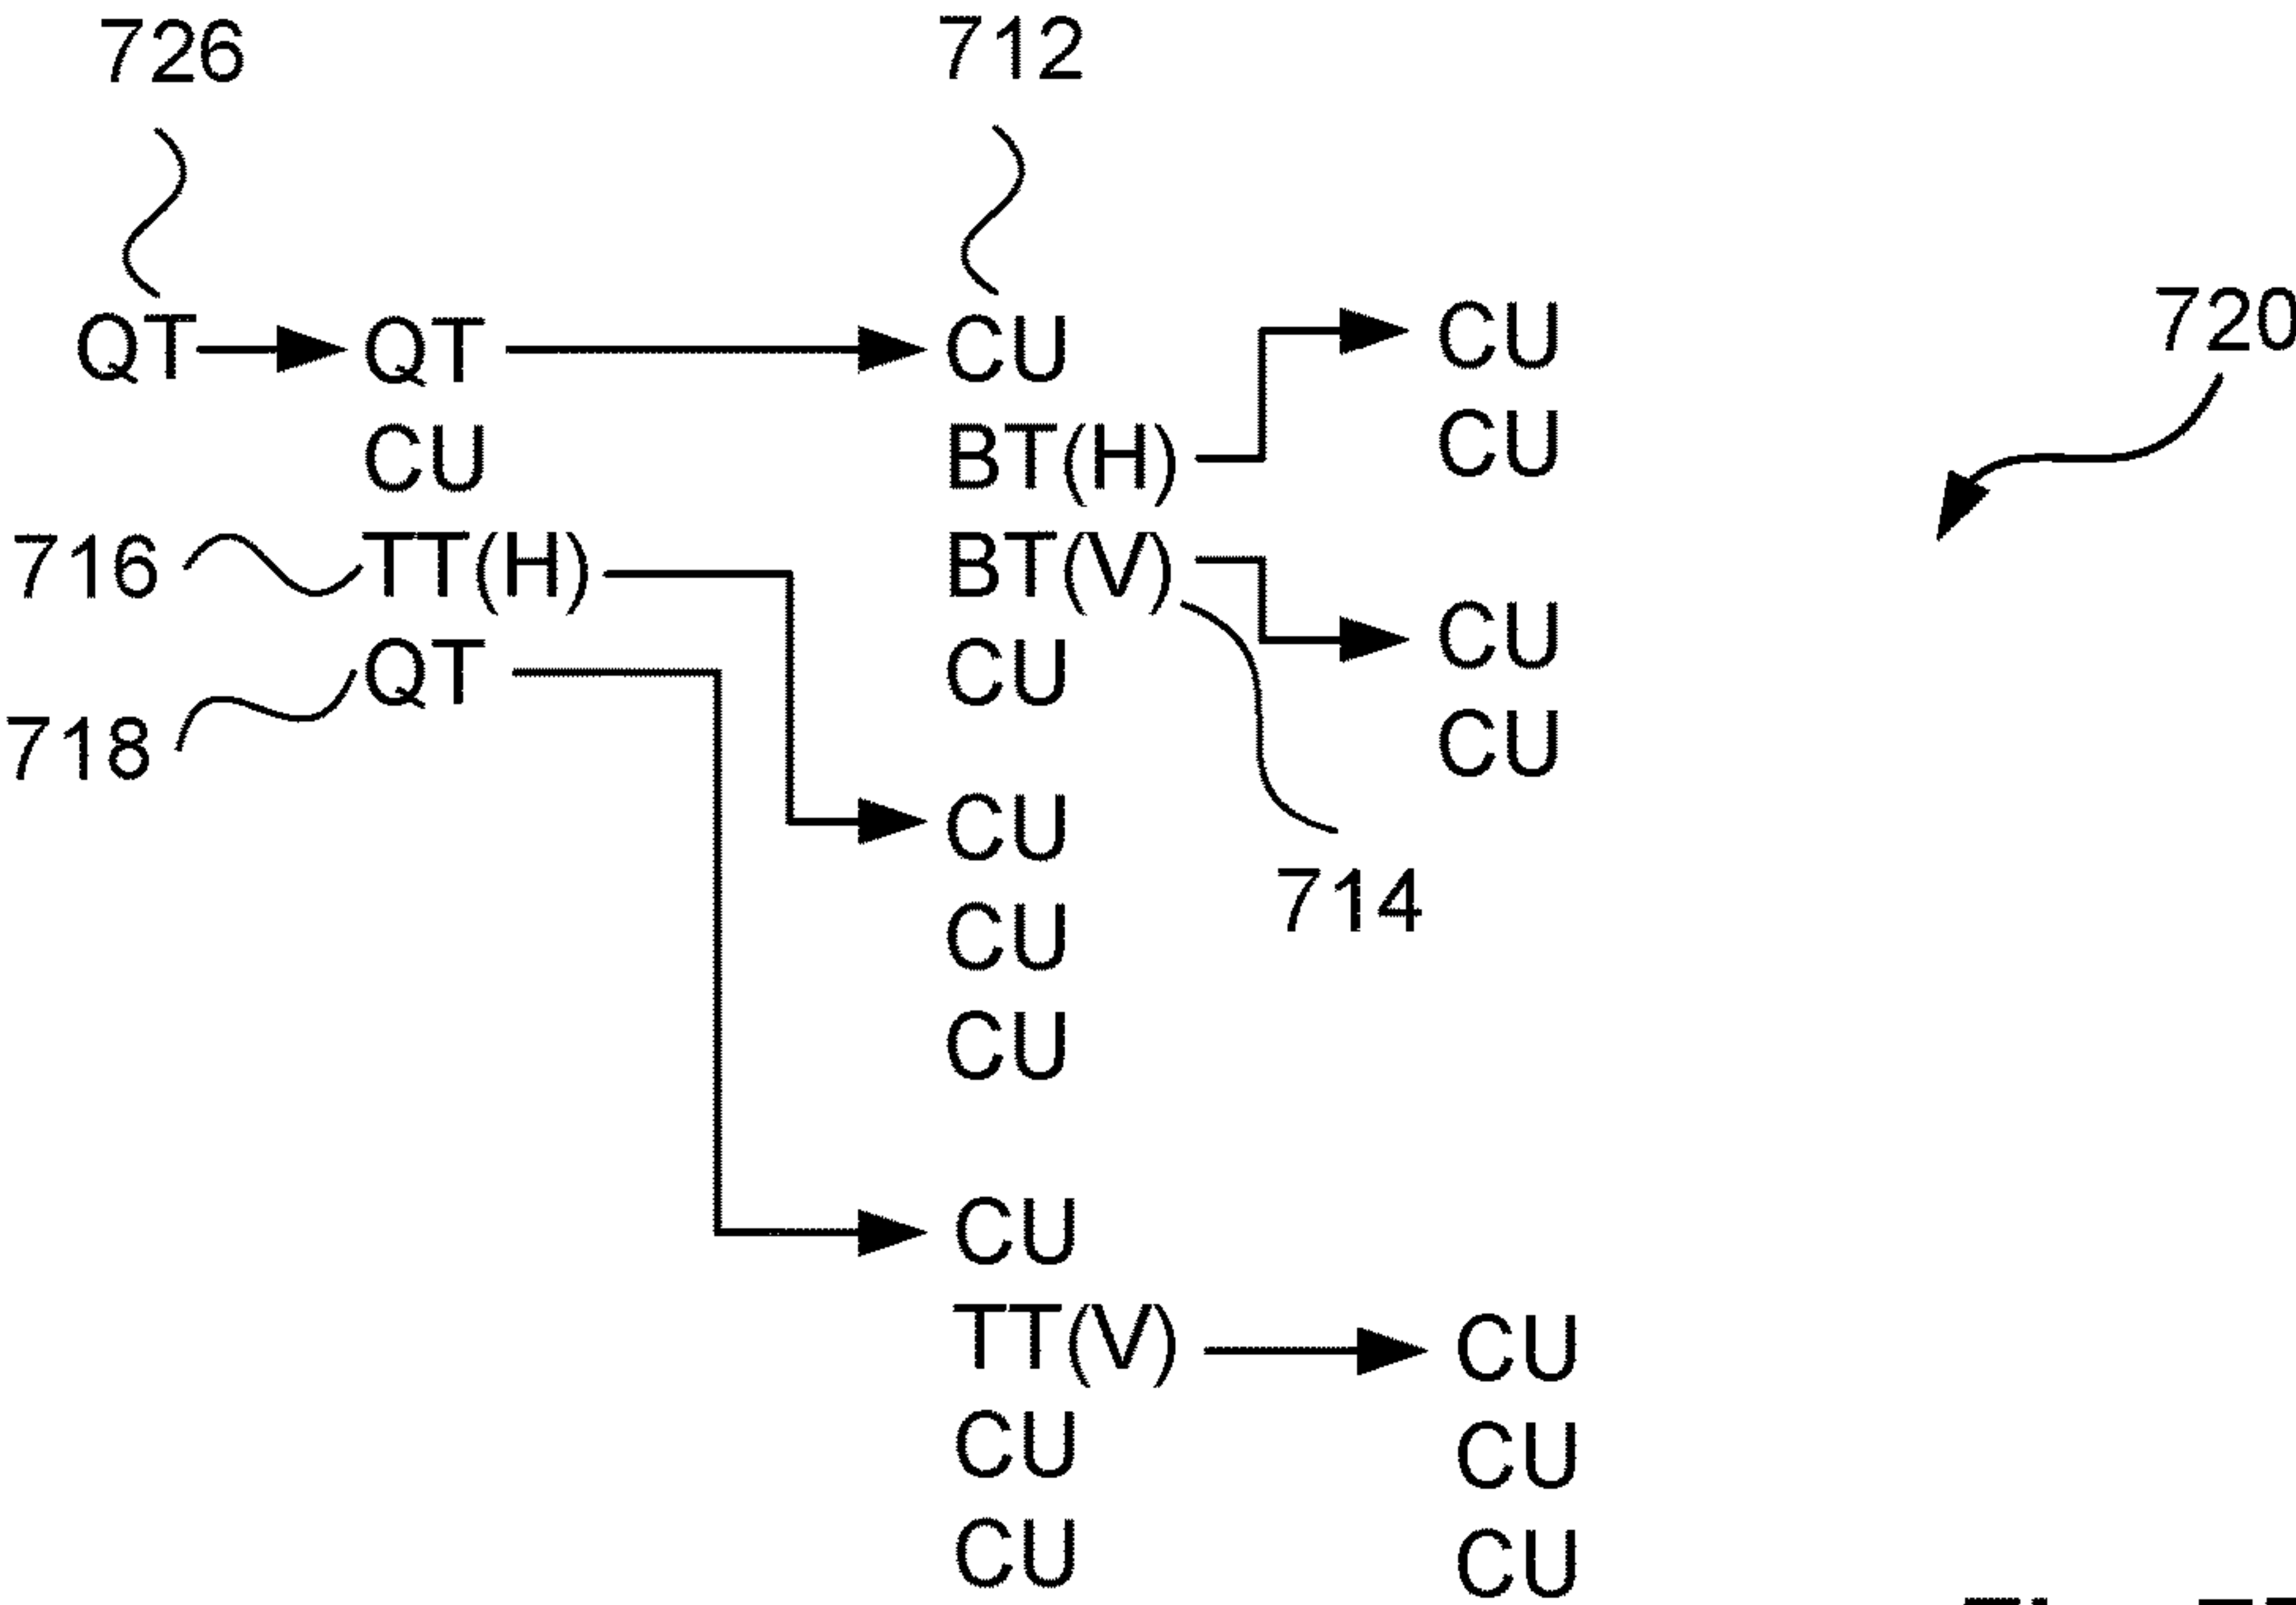 726 712
QT QT CU CU 720
CU BT(H) CU
716 TT(H) BT(V) CU
718 QT CU CU
CU 714
CU
CU
CU
TT(V) CU
CU CU
CU CU